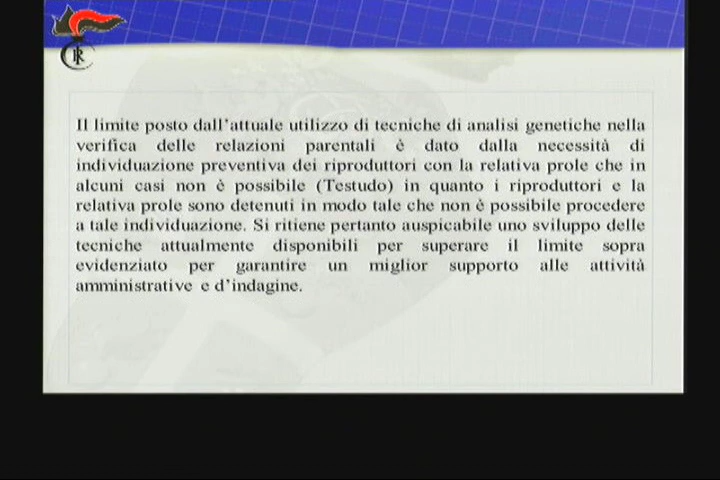 Il limite posto dall'attuale utilizzo di tecniche di analisi genetiche nella
verifica delle relazioni parentali è dato dalla necessità di
individuazione preventiva dei riproduttori con la relativa prole che in
alcuni casi non è possibile (Testudo) in quanto i riproduttori e la
relativa prole sono detenuti in modo tale che non è possibile procedere
a tale individuazione. Si ritiene pertanto auspicabile uno sviluppo delle
tecniche attualmente disponibili per superare il limite sopra
evidenziato per garantire un miglior supporto alle attività
amministrative e d'indagine.